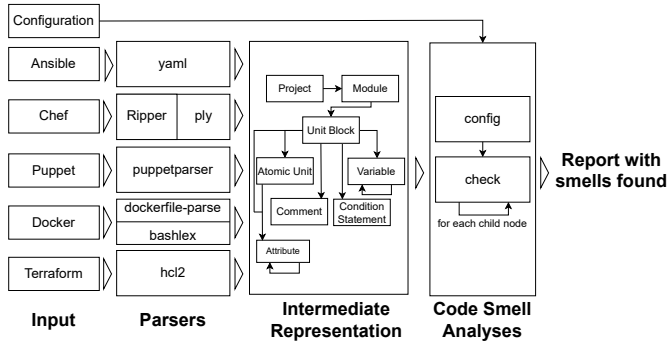 Configuration
Ansible
yaml
Project
Module
Chef
Ripper
ply
config
Unit Block
Puppet
puppetparser
Atomic Unit
Variable
check
Report with
smells found
Docker
dockerfile-parse
bashlex
Comment
Condition
Statement
for each child node
Attribute
Terraform
hcl2
Input
Parsers
Intermediate
Representation
Code Smell
Analyses